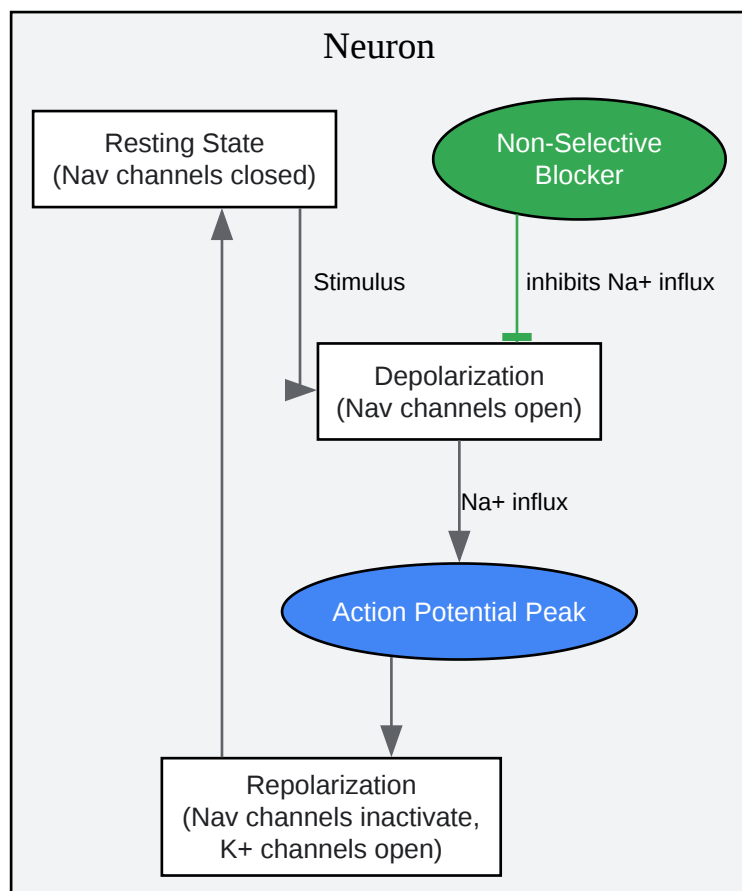 Neuron
Resting State
(Nav channels closed)
Non-Selective
Blocker
Stimulus
inhibits Na+ influx
Depolarization
(Nav channels open)
Na+ influx
Action Potential Peak
Repolarization
(Nav channels inactivate,
K+ channels open)